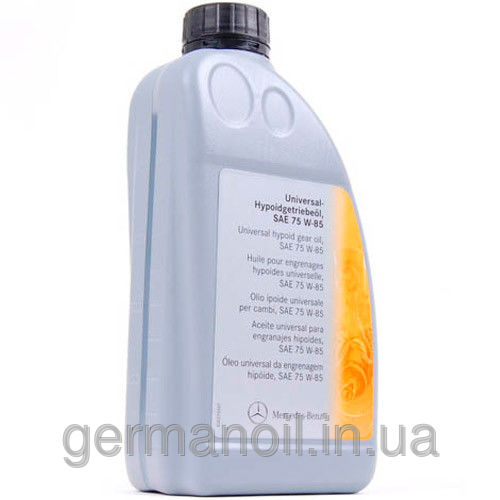 Universal-
Hypoidgetriebeöl,
SAE 75 W-85
Universal hypoid gear oil,
SAE 75 W-85
Huile pour engrenages
hypoides universelle,
SAE 75 W-85
Olio ipoide universale
per cambi, SAE 75 W-85
Aceite universal para
engranajes hipoides,
SAE 75 W-85
Óleo universal da engrenagem
hipóide, SAE 75 W-85
Mercedes-Benz
germanoil.in.ua